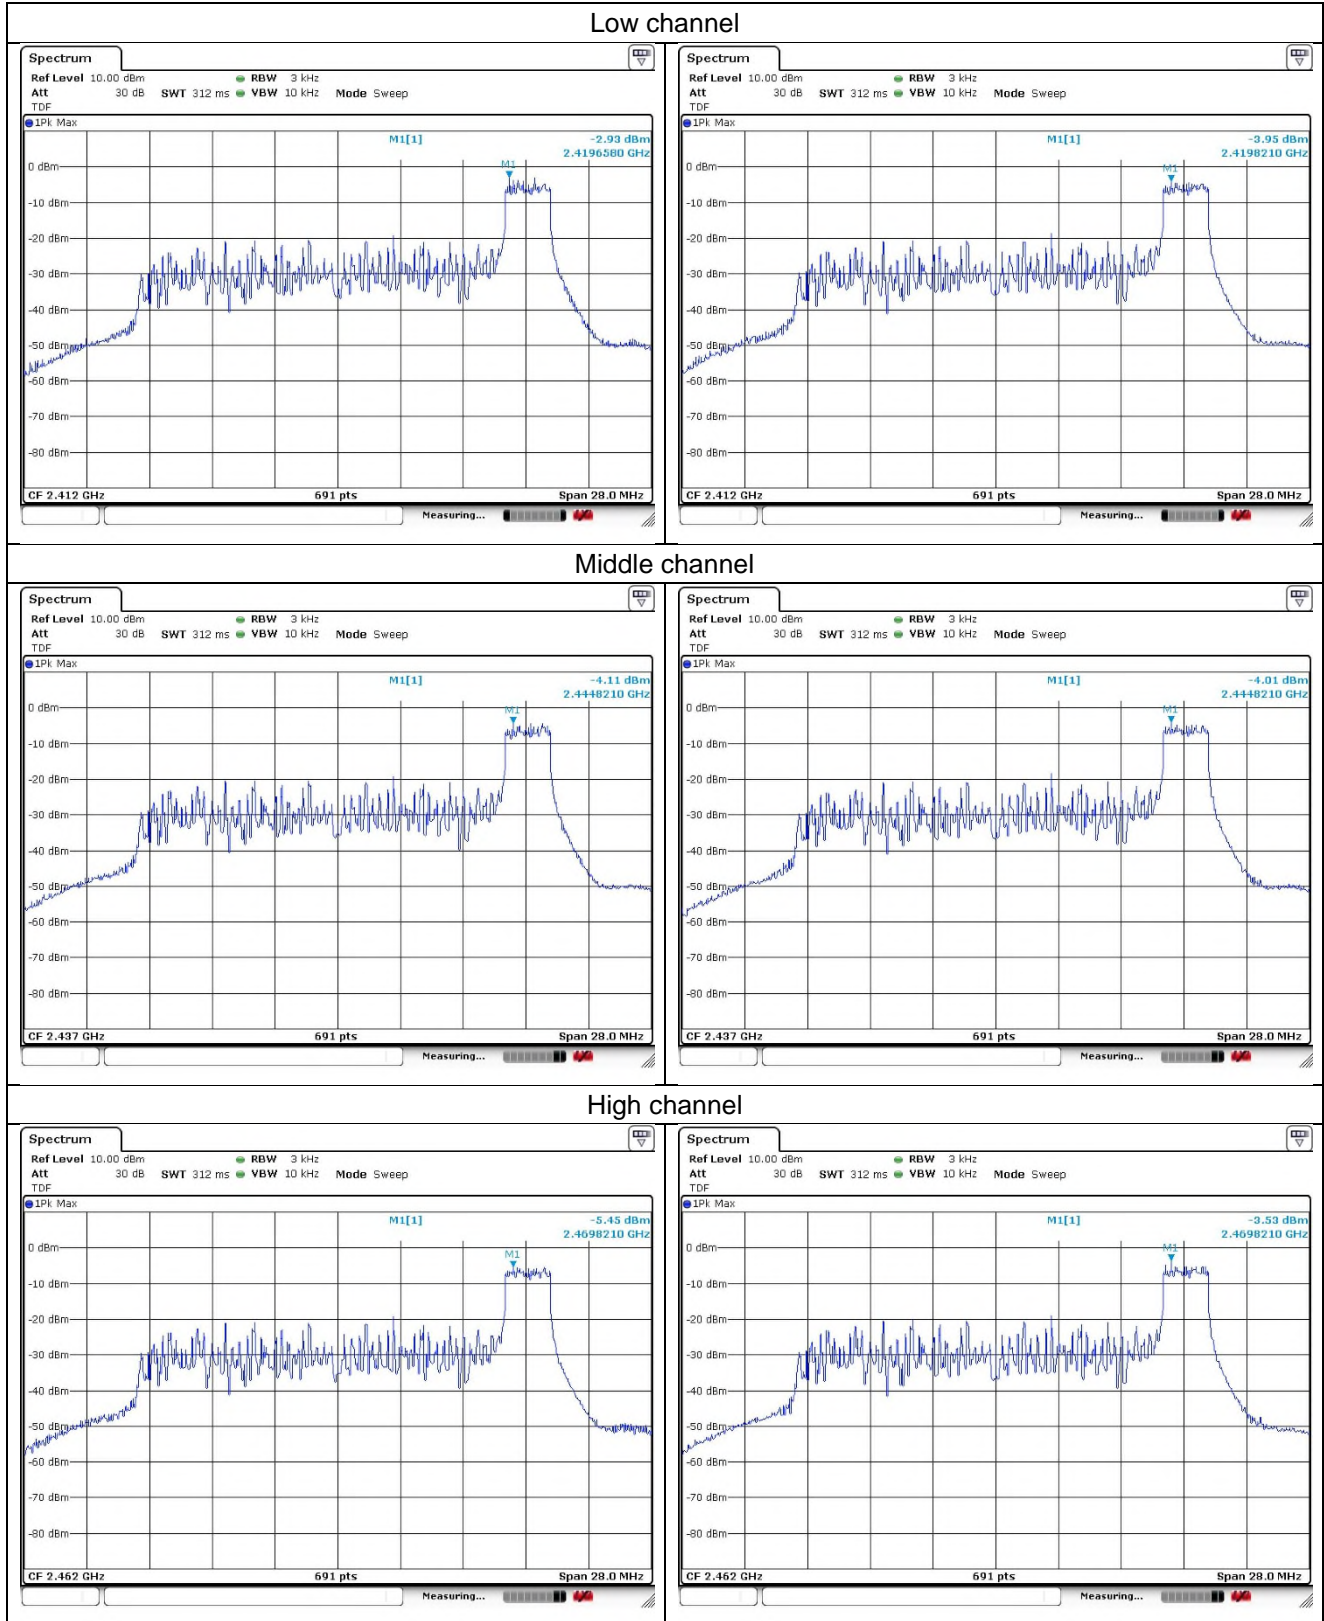 Low channel
Spectrum
Ref Level 10.00 dBm RBW 3 kHz
Att 30 dB SWT 312 ms VBW 10 kHz Mode Sweep
TDF
1Pk Max
M1[1] -2.93 dBm
2.4196580 GHz
M1
0 dBm
-10 dBm
-20 dBm
-30 dBm
-40 dBm
-50 dBm
-60 dBm
-70 dBm
-80 dBm
CF 2.412 GHz 691 pts Span 28.0 MHz
Measuring...
Spectrum
Ref Level 10.00 dBm RBW 3 kHz
Att 30 dB SWT 312 ms VBW 10 kHz Mode Sweep
TDF
1Pk Max
M1[1] -3.95 dBm
2.4198210 GHz
M1
0 dBm
-10 dBm
-20 dBm
-30 dBm
-40 dBm
-50 dBm
-60 dBm
-70 dBm
-80 dBm
CF 2.412 GHz 691 pts Span 28.0 MHz
Measuring...
Middle channel
Spectrum
Ref Level 10.00 dBm RBW 3 kHz
Att 30 dB SWT 312 ms VBW 10 kHz Mode Sweep
TDF
1Pk Max
M1[1] -4.11 dBm
2.4448210 GHz
M1
0 dBm
-10 dBm
-20 dBm
-30 dBm
-40 dBm
-50 dBm
-60 dBm
-70 dBm
-80 dBm
CF 2.437 GHz 691 pts Span 28.0 MHz
Measuring...
Spectrum
Ref Level 10.00 dBm RBW 3 kHz
Att 30 dB SWT 312 ms VBW 10 kHz Mode Sweep
TDF
1Pk Max
M1[1] -4.01 dBm
2.4448210 GHz
M1
0 dBm
-10 dBm
-20 dBm
-30 dBm
-40 dBm
-50 dBm
-60 dBm
-70 dBm
-80 dBm
CF 2.437 GHz 691 pts Span 28.0 MHz
Measuring...
High channel
Spectrum
Ref Level 10.00 dBm RBW 3 kHz
Att 30 dB SWT 312 ms VBW 10 kHz Mode Sweep
TDF
1Pk Max
M1[1] -5.45 dBm
2.4698210 GHz
M1
0 dBm
-10 dBm
-20 dBm
-30 dBm
-40 dBm
-50 dBm
-60 dBm
-70 dBm
-80 dBm
CF 2.462 GHz 691 pts Span 28.0 MHz
Measuring...
Spectrum
Ref Level 10.00 dBm RBW 3 kHz
Att 30 dB SWT 312 ms VBW 10 kHz Mode Sweep
TDF
1Pk Max
M1[1] -3.53 dBm
2.4698210 GHz
M1
0 dBm
-10 dBm
-20 dBm
-30 dBm
-40 dBm
-50 dBm
-60 dBm
-70 dBm
-80 dBm
CF 2.462 GHz 691 pts Span 28.0 MHz
Measuring...